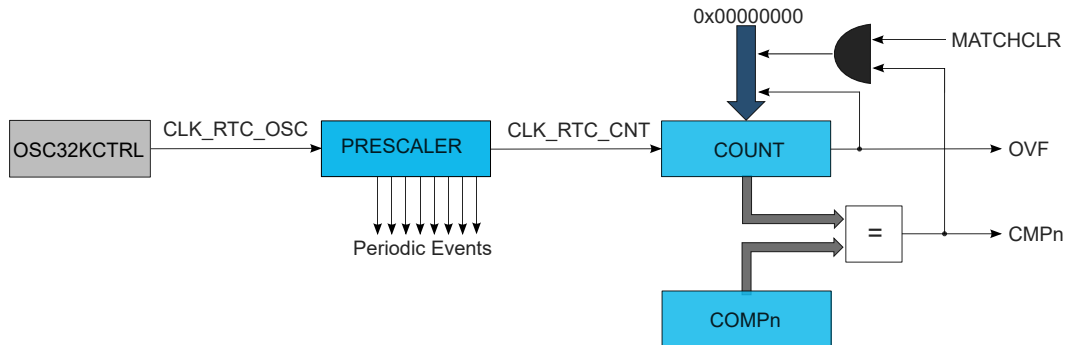 0x00000000
MATCHCLR
OSC32KCTRL
CLK_RTC_OSC
PRESCALER
CLK_RTC_CNT
COUNT
OVF
Periodic Events
=
CMPn
COMPn